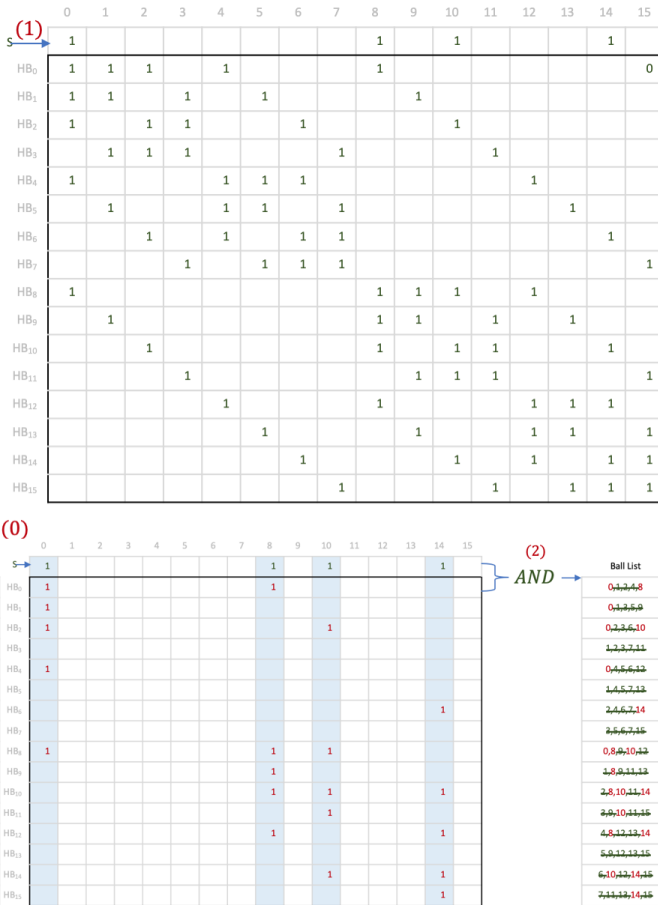 0 1 2 3 4 5 6 7 8 9 10 11 12 13 14 15
(1)
S 1 1 1 1
HB₀ 1 1 1 1 1 0
HB₁ 1 1 1 1 1
HB₂ 1 1 1 1 1
HB₃ 1 1 1 1 1
HB₄ 1 1 1 1 1
HB₅ 1 1 1 1 1
HB₆ 1 1 1 1 1
HB₇ 1 1 1 1 1
HB₈ 1 1 1 1 1
HB₉ 1 1 1 1 1
HB₁₀ 1 1 1 1 1
HB₁₁ 1 1 1 1 1
HB₁₂ 1 1 1 1 1
HB₁₃ 1 1 1 1 1
HB₁₄ 1 1 1 1 1
HB₁₅ 1 1 1 1 1
(0)
0 1 2 3 4 5 6 7 8 9 10 11 12 13 14 15
(2)
S 1 1 1 1 AND Ball List
HB₀ 1 1 0,1,2,4,8
HB₁ 1 0,1,3,5,9
HB₂ 1 1 0,2,3,6,10
HB₃ 1,2,3,7,11
HB₄ 1 0,4,5,6,12
HB₅ 1,4,5,7,13
HB₆ 1 2,4,6,7,14
HB₇ 3,5,6,7,15
HB₈ 1 1 1 0,8,9,10,12
HB₉ 1 1,8,9,11,13
HB₁₀ 1 1 1 2,8,10,11,14
HB₁₁ 1 3,9,10,11,15
HB₁₂ 1 1 4,8,12,13,14
HB₁₃ 5,9,12,13,15
HB₁₄ 1 1 6,10,12,14,15
HB₁₅ 1 7,11,13,14,15